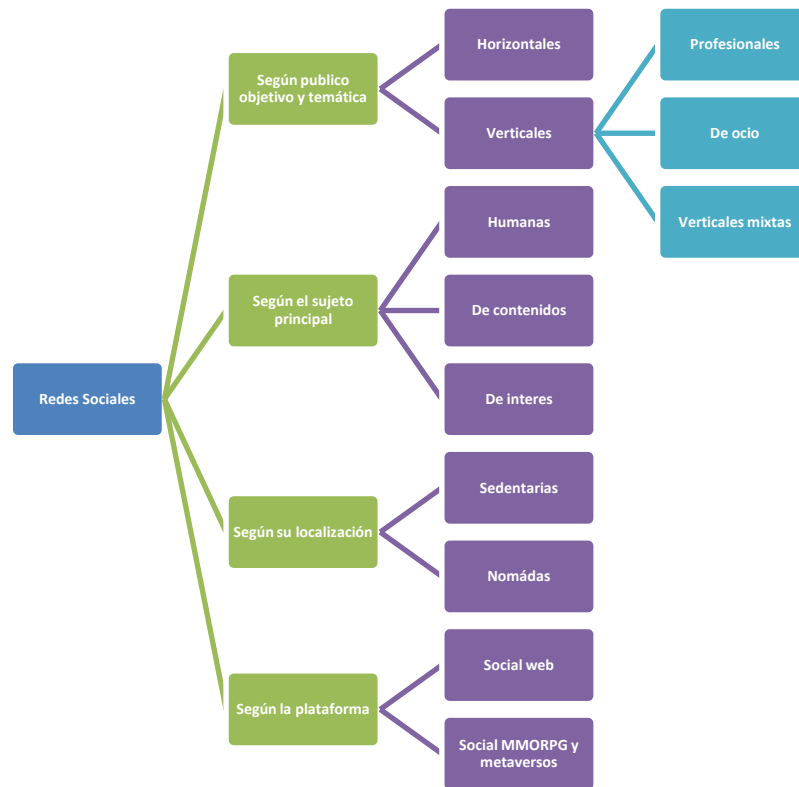 Redes Sociales
Según publico
objetivo y temática
Horizontales
Verticales
Profesionales
De ocio
Verticales mixtas
Según el sujeto
principal
Humanas
De contenidos
De interes
Según su localización
Sedentarias
Nomádas
Según la plataforma
Social web
Social MMORPG y
metaversos